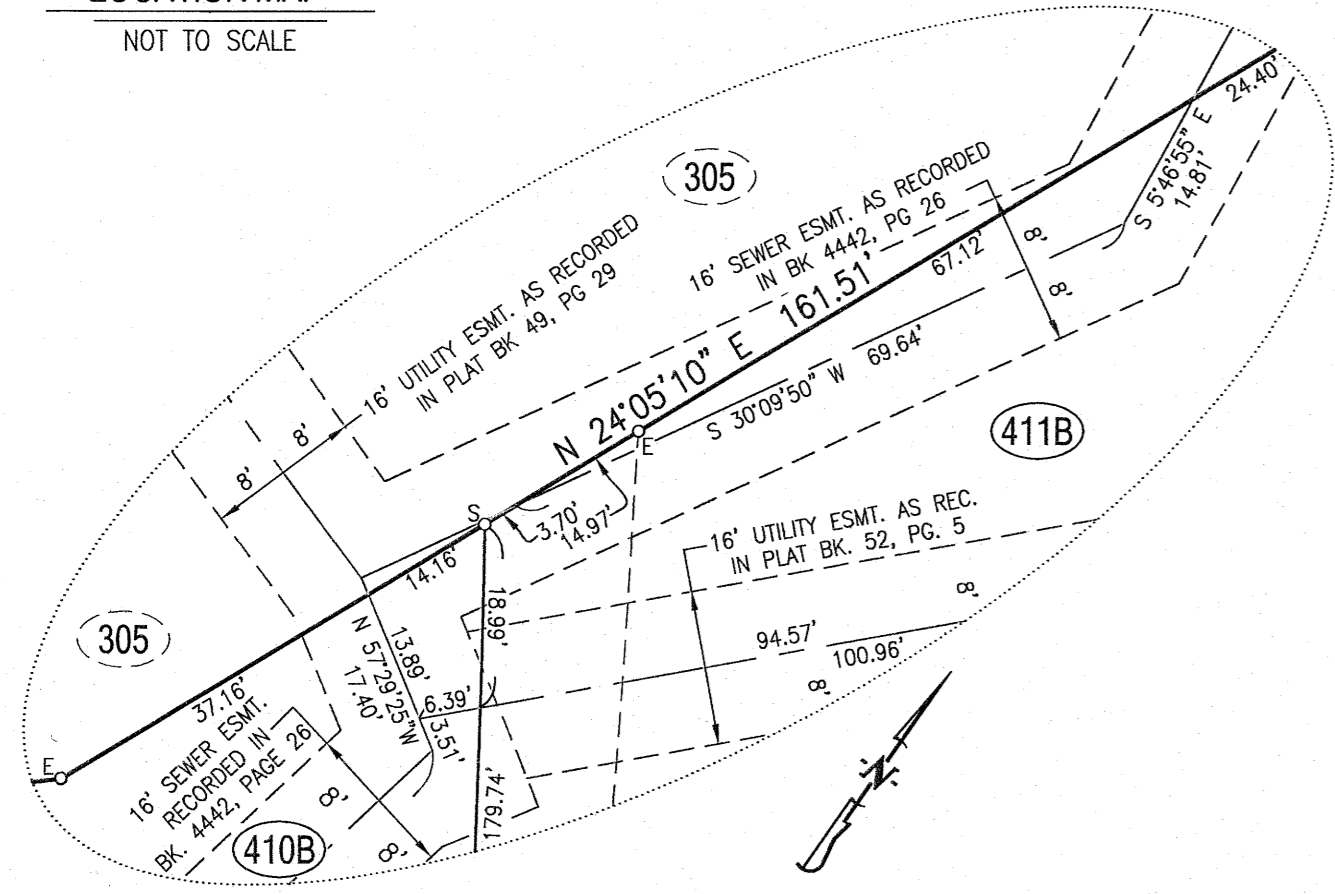 NOT TO SCALE
24.40'
S 5°46'55" E
14.81'
305
16' SEWER ESMT. AS RECORDED
IN BK 4442, PG 26
16' UTILITY ESMT. AS RECORDED
IN PLAT BK 49, PG 29
8'
8'
67.12'
N 24°05'10" E 161.51'
S 30°09'50" W 69.64'
411B
8'
8'
E
S
3.70'
14.97'
14.16'
16' UTILITY ESMT. AS REC.
IN PLAT BK. 52, PG. 5
18.99'
8'
305
N 57°29'25"W
17.40'
13.89'
3.51'
94.57'
100.96'
6.39'
8'
37.16'
E
16' SEWER ESMT.
RECORDED IN
BK. 4442, PAGE 26
8'
8'
410B
179.74'
N